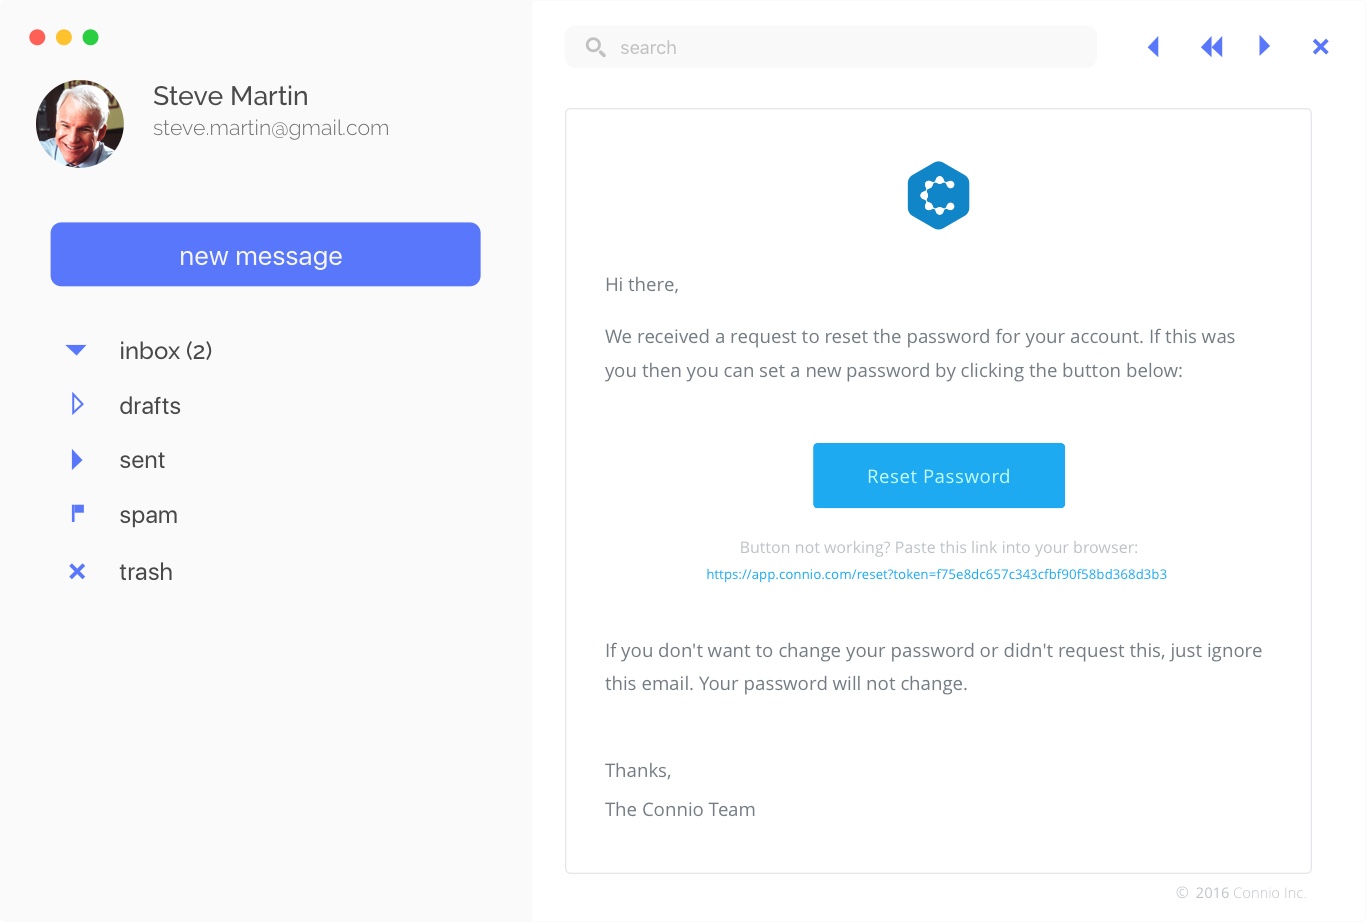 Steve Martin
steve.martin@gmail.com
new message
inbox (2)
drafts
sent
spam
trash
search
Hi there,
We received a request to reset the password for your account. If this was
you then you can set a new password by clicking the button below:
Reset Password
Button not working? Paste this link into your browser:
https://app.connio.com/reset?token=f75e8dc657c343cfbf90f58bd368d3b3
If you don't want to change your password or didn't request this, just ignore
this email. Your password will not change.
Thanks,
The Connio Team
© 2016 Connio Inc.